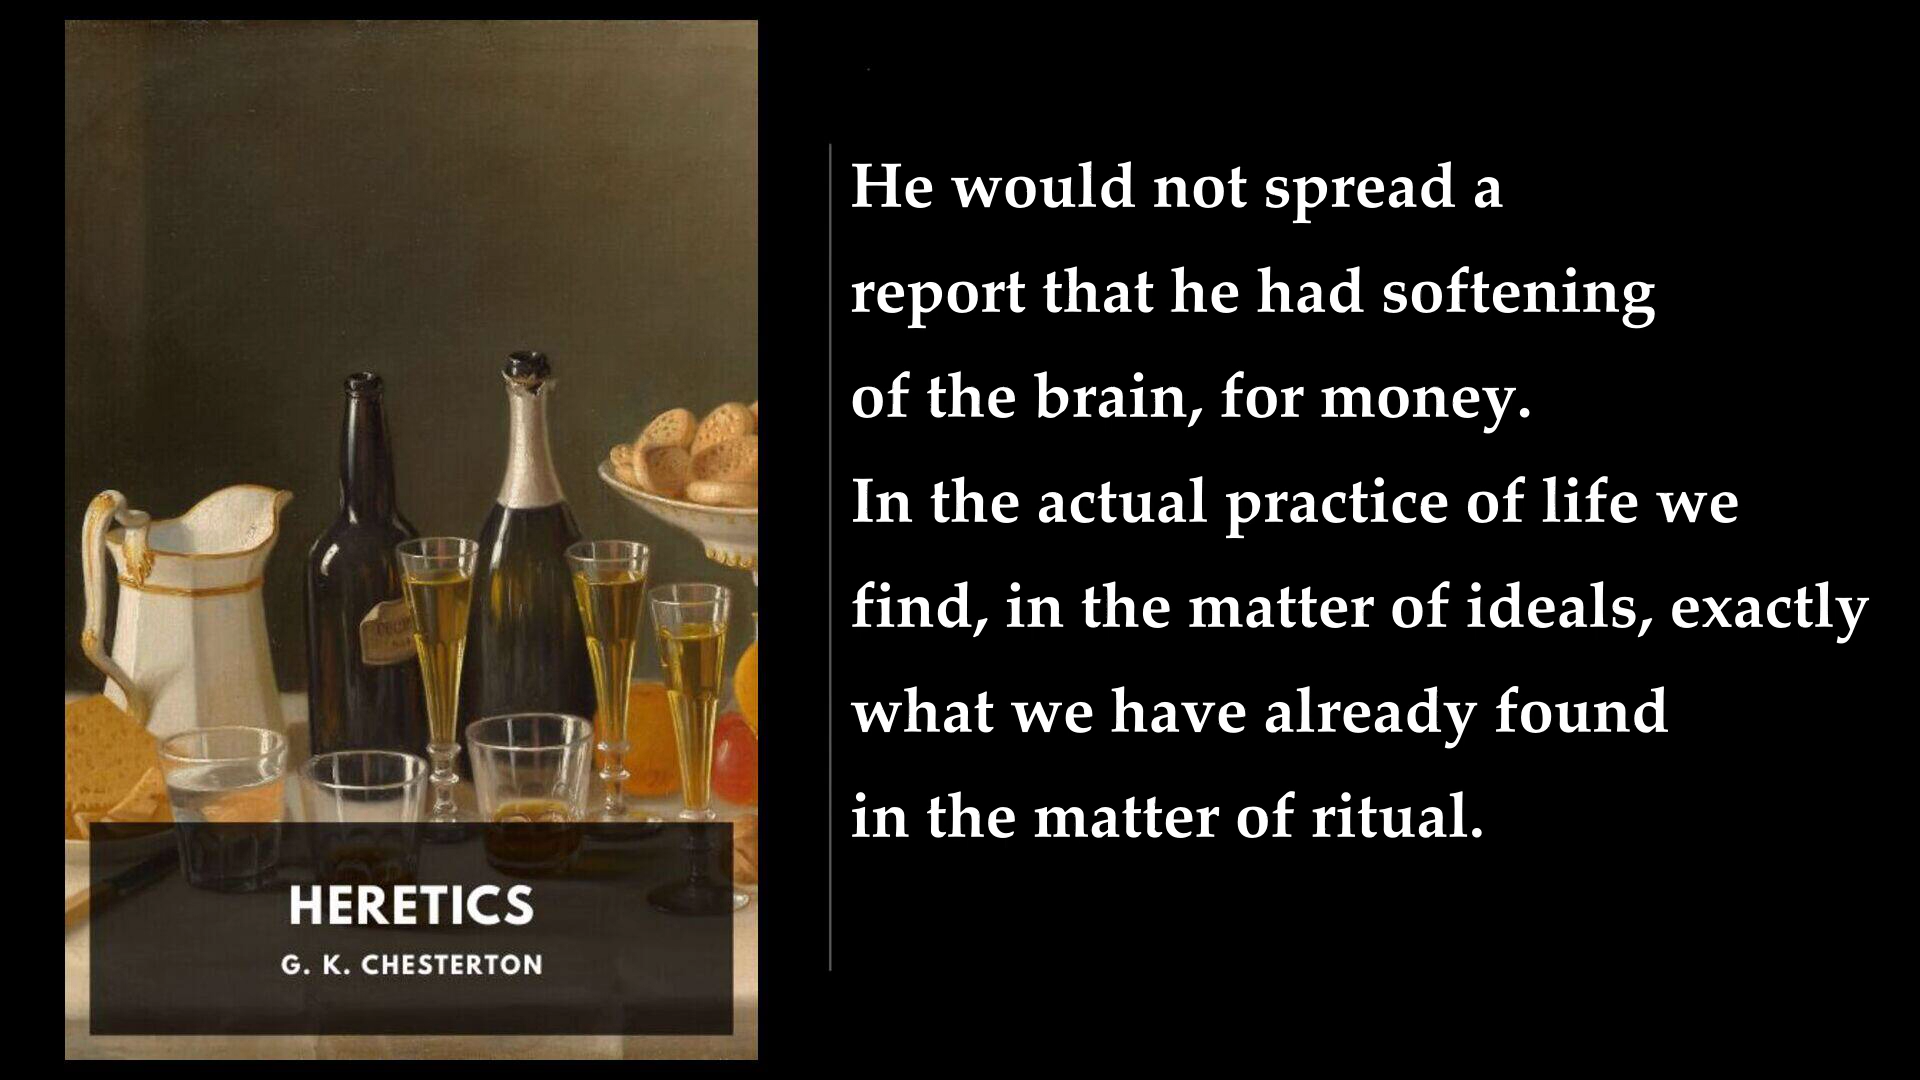 HERETICS
G. K. CHESTERTON
He would not spread a
report that he had softening
of the brain, for money.
In the actual practice of life we
find, in the matter of ideals, exactly
what we have already found
in the matter of ritual.